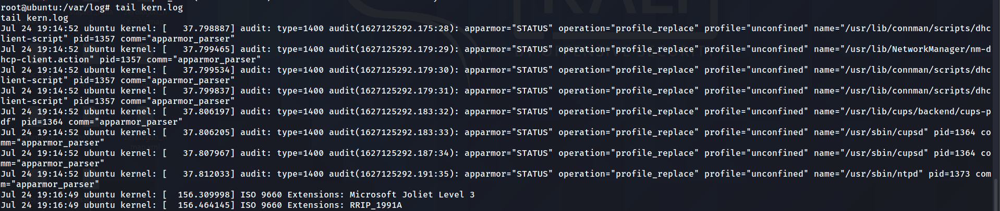 root@ubuntu:/var/log# tail kern.log
tail kern.log
Jul 24 19:14:52 ubuntu kernel: [   37.798887] audit: type=1400 audit(1627125292.175:28): apparmor="STATUS" operation="profile_replace" profile="unconfined" name="/usr/lib/connman/scripts/dhc
lient-script" pid=1357 comm="apparmor_parser"
Jul 24 19:14:52 ubuntu kernel: [   37.799465] audit: type=1400 audit(1627125292.179:29): apparmor="STATUS" operation="profile_replace" profile="unconfined" name="/usr/lib/NetworkManager/nm-d
hcp-client.action" pid=1357 comm="apparmor_parser"
Jul 24 19:14:52 ubuntu kernel: [   37.799534] audit: type=1400 audit(1627125292.179:30): apparmor="STATUS" operation="profile_replace" profile="unconfined" name="/usr/lib/connman/scripts/dhc
lient-script" pid=1357 comm="apparmor_parser"
Jul 24 19:14:52 ubuntu kernel: [   37.799837] audit: type=1400 audit(1627125292.179:31): apparmor="STATUS" operation="profile_replace" profile="unconfined" name="/usr/lib/connman/scripts/dhc
lient-script" pid=1357 comm="apparmor_parser"
Jul 24 19:14:52 ubuntu kernel: [   37.806197] audit: type=1400 audit(1627125292.183:32): apparmor="STATUS" operation="profile_replace" profile="unconfined" name="/usr/lib/cups/backend/cups-p
df" pid=1364 comm="apparmor_parser"
Jul 24 19:14:52 ubuntu kernel: [   37.806205] audit: type=1400 audit(1627125292.183:33): apparmor="STATUS" operation="profile_replace" profile="unconfined" name="/usr/sbin/cupsd" pid=1364 co
mm="apparmor_parser"
Jul 24 19:14:52 ubuntu kernel: [   37.807967] audit: type=1400 audit(1627125292.187:34): apparmor="STATUS" operation="profile_replace" profile="unconfined" name="/usr/sbin/cupsd" pid=1364 co
mm="apparmor_parser"
Jul 24 19:14:52 ubuntu kernel: [   37.812033] audit: type=1400 audit(1627125292.191:35): apparmor="STATUS" operation="profile_replace" profile="unconfined" name="/usr/sbin/ntpd" pid=1373 com
m="apparmor_parser"
Jul 24 19:16:49 ubuntu kernel: [  156.309998] ISO 9660 Extensions: Microsoft Joliet Level 3
Jul 24 19:16:49 ubuntu kernel: [  156.464145] ISO 9660 Extensions: RRIP_1991A